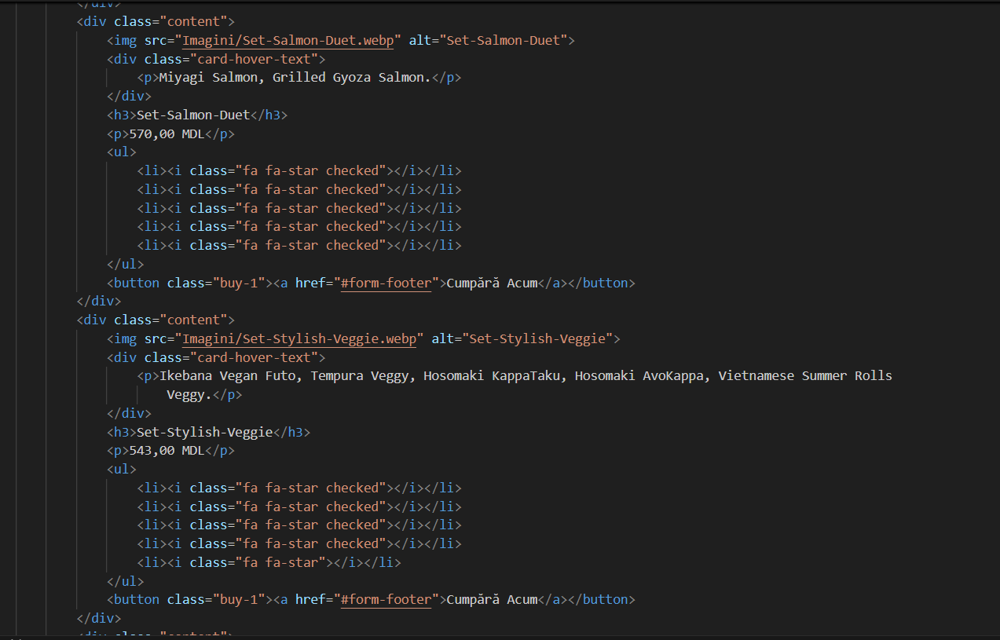 </div>
<div class="content">
<img src="Imagini/Set-Salmon-Duet.webp" alt="Set-Salmon-Duet">
<div class="card-hover-text">
<p>Miyagi Salmon, Grilled Gyoza Salmon.</p>
</div>
<h3>Set-Salmon-Duet</h3>
<p>570,00 MDL</p>
<ul>
<li><i class="fa fa-star checked"></i></li>
<li><i class="fa fa-star checked"></i></li>
<li><i class="fa fa-star checked"></i></li>
<li><i class="fa fa-star checked"></i></li>
<li><i class="fa fa-star checked"></i></li>
</ul>
<button class="buy-1"><a href="#form-footer">Cumpără Acum</a></button>
</div>
<div class="content">
<img src="Imagini/Set-Stylish-Veggie.webp" alt="Set-Stylish-Veggie">
<div class="card-hover-text">
<p>Ikebana Vegan Futo, Tempura Veggy, Hosomaki KappaTaku, Hosomaki AvoKappa, Vietnamese Summer Rolls
Veggy.</p>
</div>
<h3>Set-Stylish-Veggie</h3>
<p>543,00 MDL</p>
<ul>
<li><i class="fa fa-star checked"></i></li>
<li><i class="fa fa-star checked"></i></li>
<li><i class="fa fa-star checked"></i></li>
<li><i class="fa fa-star checked"></i></li>
<li><i class="fa fa-star"></i></li>
</ul>
<button class="buy-1"><a href="#form-footer">Cumpără Acum</a></button>
</div>
<div class="content">